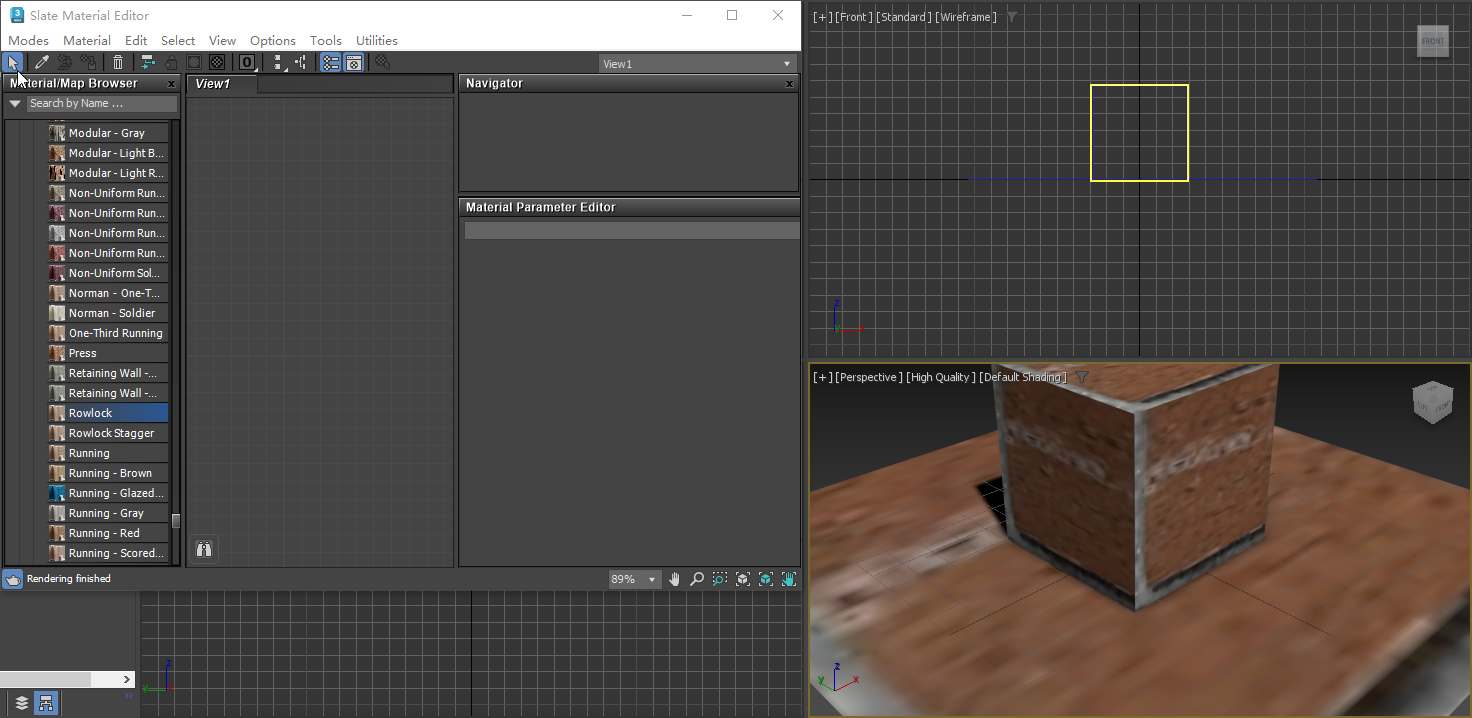 Slate Material Editor
Modes Material Edit Select View Options Tools Utilities
0
View1
Material/Map Browser x
Search by Name ...
Modular - Gray
Modular - Light B...
Modular - Light R...
Non-Uniform Run...
Non-Uniform Run...
Non-Uniform Run...
Non-Uniform Run...
Non-Uniform Sol...
Norman - One-T...
Norman - Soldier
One-Third Running
Press
Retaining Wall -...
Retaining Wall -...
Rowlock
Rowlock Stagger
Running
Running - Brown
Running - Glazed...
Running - Gray
Running - Red
Running - Scored...
View1
Navigator x
Material Parameter Editor
Rendering finished
89%
z
y x
[+] [Front] [Standard] [Wireframe]
FRONT
z
[+] [Perspective] [High Quality] [Default Shading]
z
y x